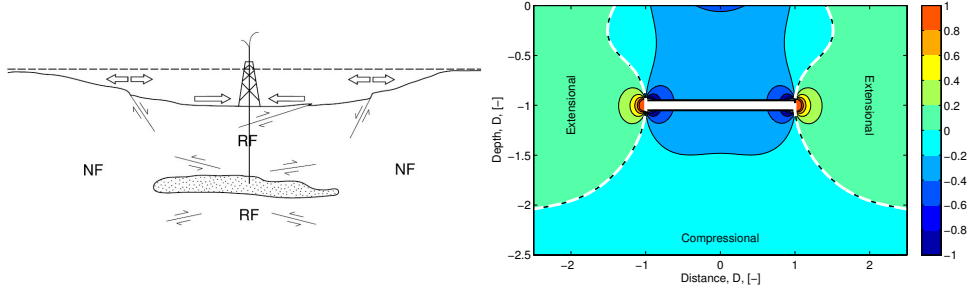 RF
NF
NF
RF
Depth, D, [−]
0
−0.5
−1
−1.5
−2
−2.5
Extensional
Extensional
Compressional
−2
−1
0
1
2
Distance, D, [−]
1
0.8
0.6
0.4
0.2
0
−0.2
−0.4
−0.6
−0.8
−1